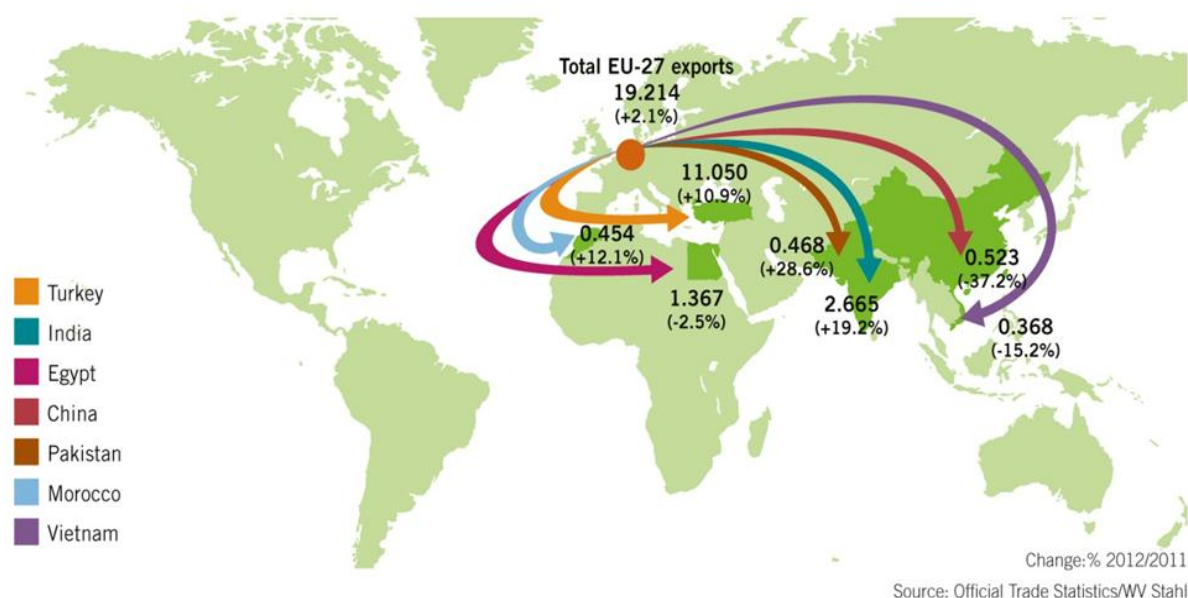 Total EU-27 exports
19.214
(+2.1%)
11.050
(+10.9%)
0.454
(+12.1%)
0.468
(+28.6%)
0.523
(-37.2%)
1.367
(-2.5%)
2.665
(+19.2%)
0.368
(-15.2%)
Turkey
India
Egypt
China
Pakistan
Morocco
Vietnam
Change:% 2012/2011
Source: Official Trade Statistics/WV Stahl